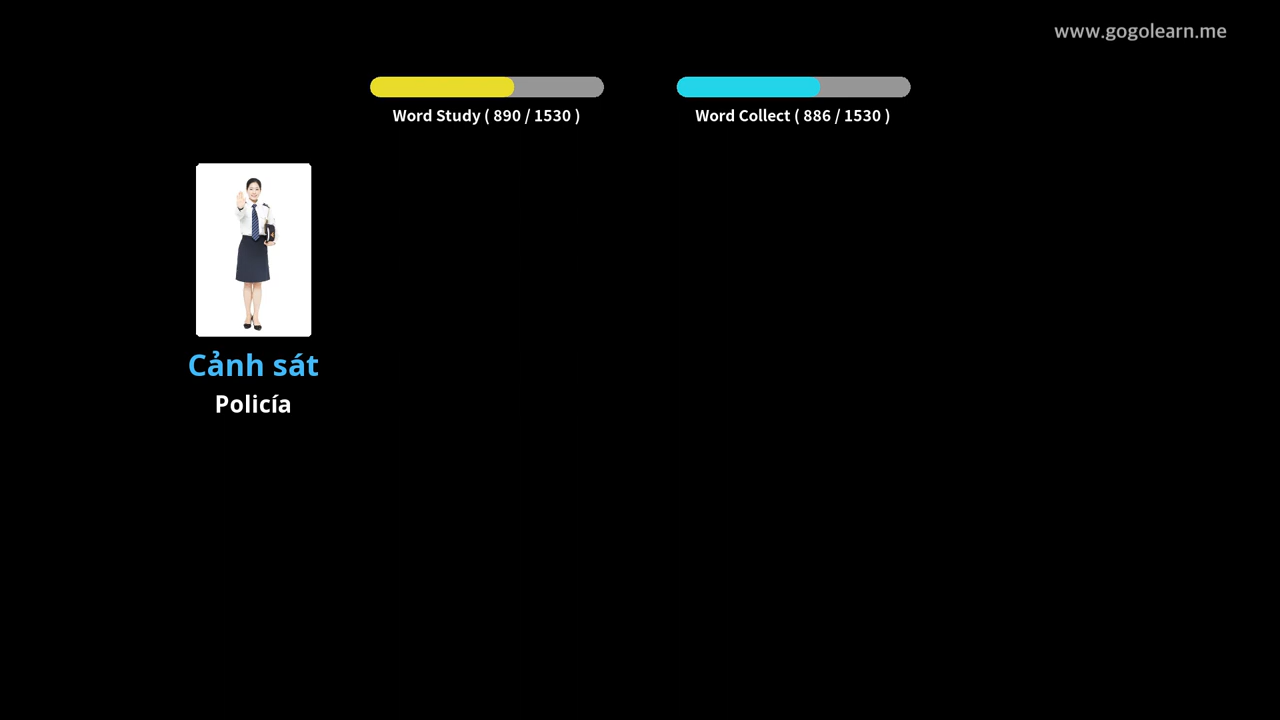 www.gogolearn.me
Word Study ( 890 / 1530 )
Word Collect ( 886 / 1530 )
Cảnh sát
Policía